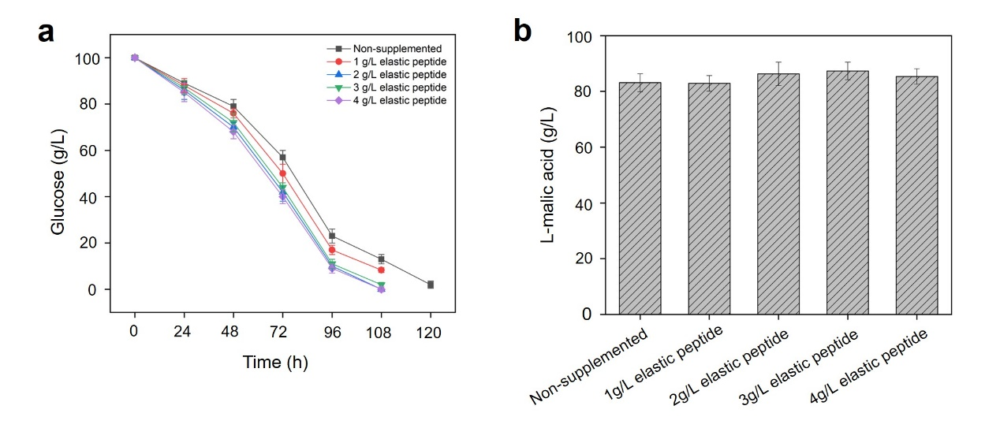 a
Glucose (g/L)
100
80
60
40
20
0
0 24 48 72 96 108 120
Time (h)
Non-supplemented
1 g/L elastic peptide
2 g/L elastic peptide
3 g/L elastic peptide
4 g/L elastic peptide
b
L-malic acid (g/L)
100
80
60
40
20
0
Non-supplemented
1g/L elastic peptide
2g/L elastic peptide
3g/L elastic peptide
4g/L elastic peptide